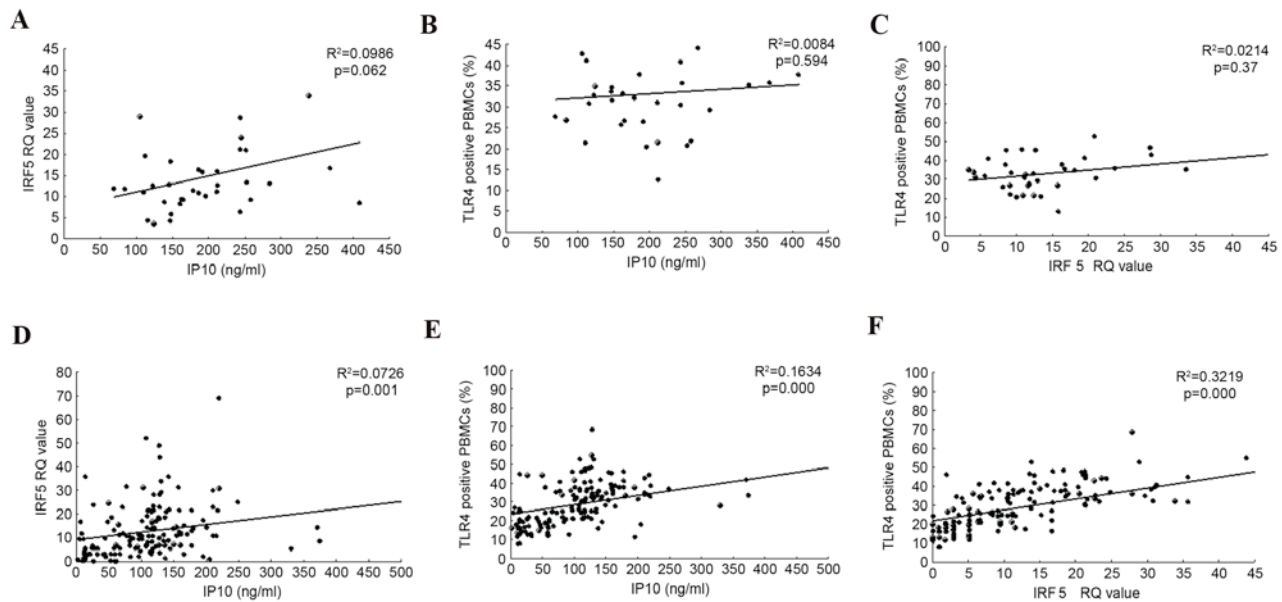 A
R²=0.0986
p=0.062
45
40
35
30
25
20
15
10
5
0
IRF5 RQ value
0 50 100 150 200 250 300 350 400 450
IP10 (ng/ml)
B
R²=0.0084
p=0.594
45
40
35
30
25
20
15
10
5
0
TLR4 positive PBMCs (%)
0 50 100 150 200 250 300 350 400 450
IP10 (ng/ml)
C
R²=0.0214
p=0.37
100
90
80
70
60
50
40
30
20
10
0
TLR4 positive PBMCs (%)
0 5 10 15 20 25 30 35 40 45
IRF 5 RQ value
D
R²=0.0726
p=0.001
80
70
60
50
40
30
20
10
0
IRF5 RQ value
0 50 100 150 200 250 300 350 400 450 500
IP10 (ng/ml)
E
R²=0.1634
p=0.000
100
90
80
70
60
50
40
30
20
10
0
TLR4 positive PBMCs (%)
0 50 100 150 200 250 300 350 400 450 500
IP10 (ng/ml)
F
R²=0.3219
p=0.000
100
90
80
70
60
50
40
30
20
10
0
TLR4 positive PBMCs (%)
0 5 10 15 20 25 30 35 40 45
IRF 5 RQ value